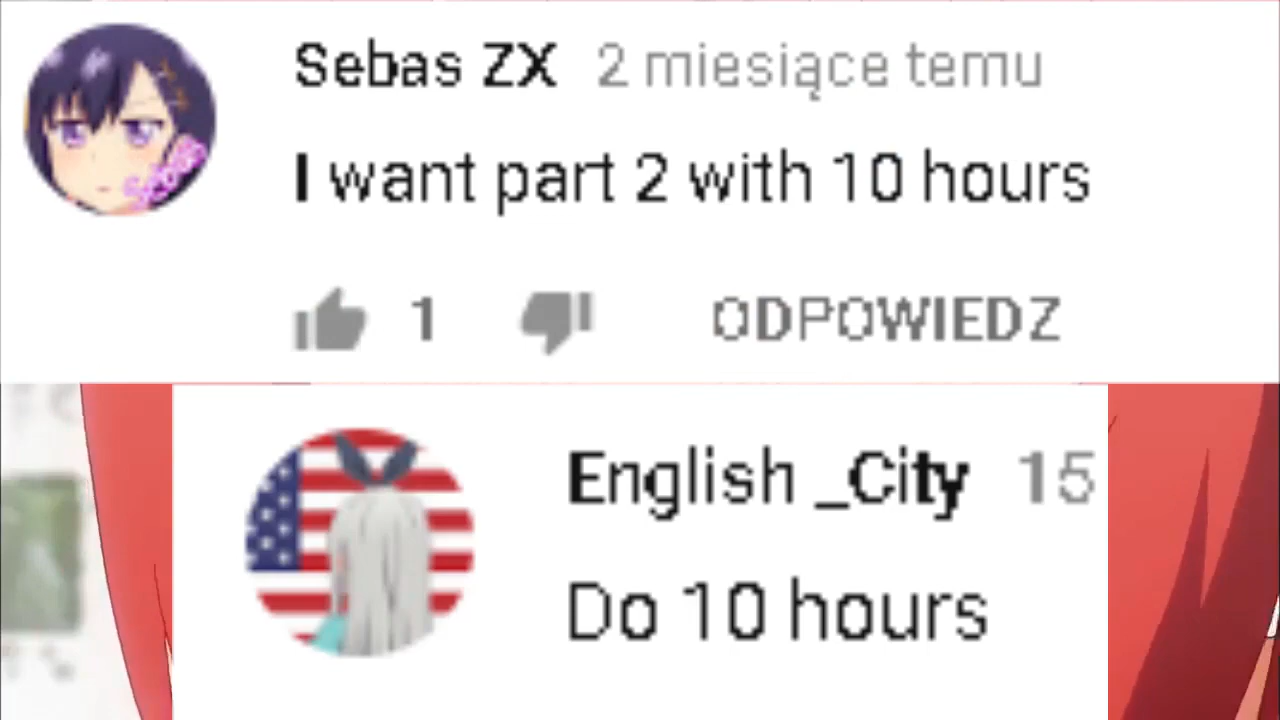 Sebas ZX 2 miesiące temu
I want part 2 with 10 hours
1 ODPOWIEDZ
English _City 15
Do 10 hours